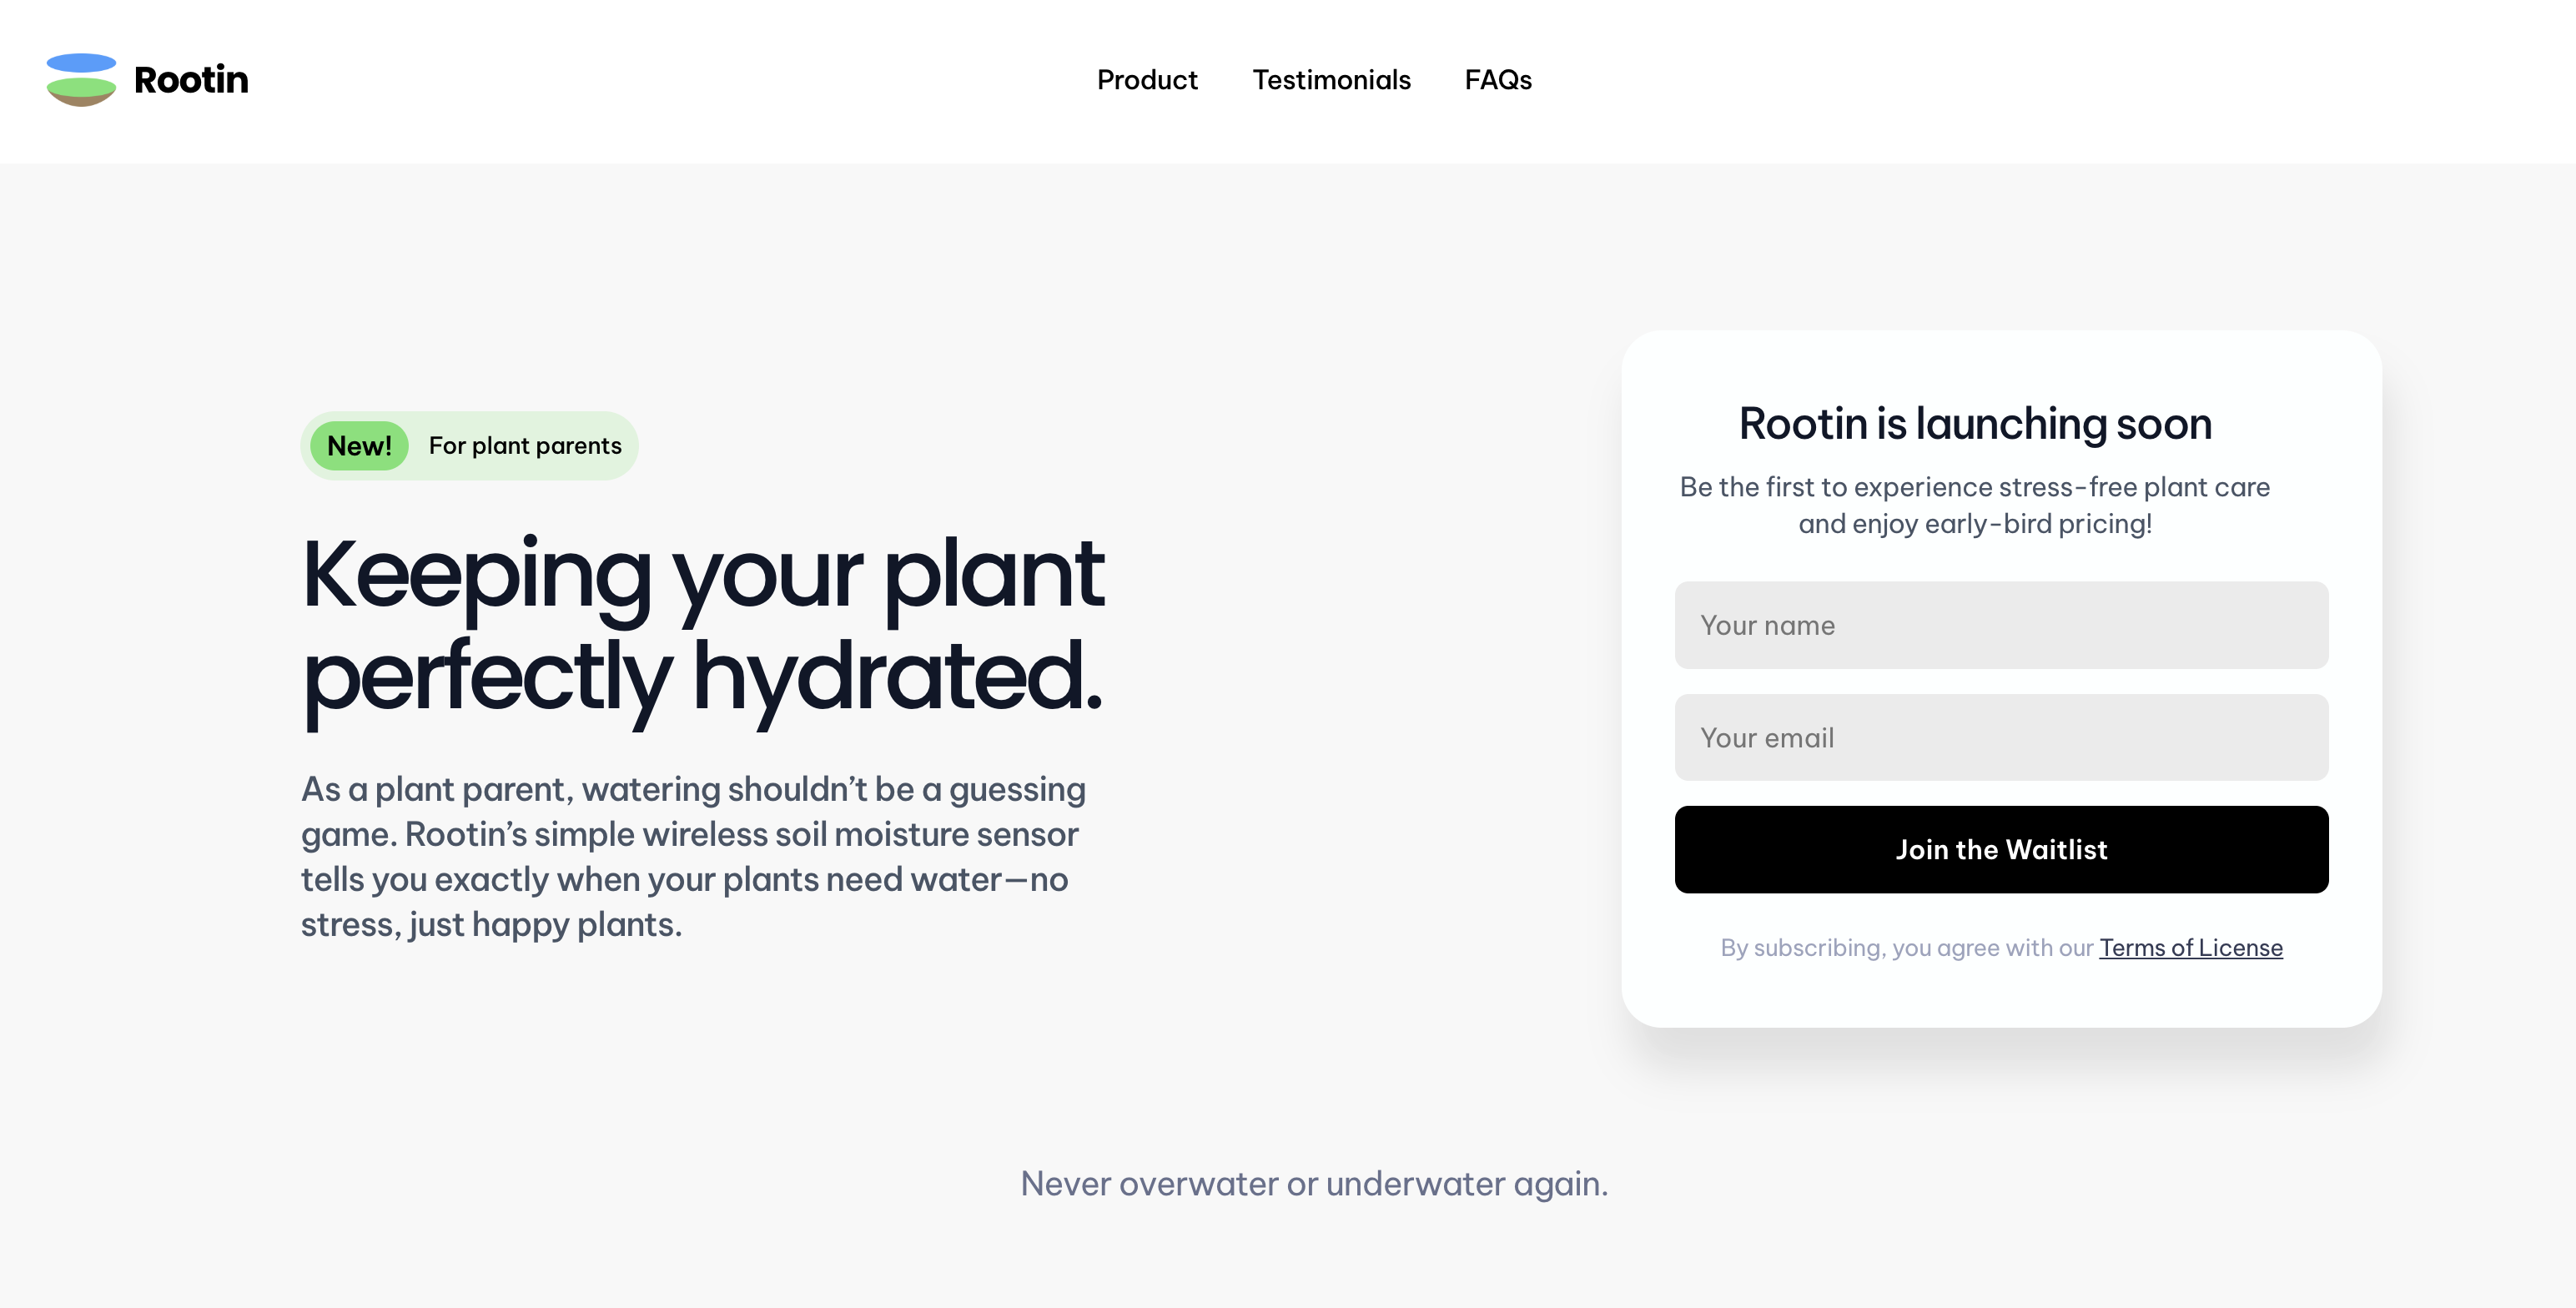 Rootin
Product
Testimonials
FAQs
New!
For plant parents
Keeping your plant
perfectly hydrated.
As a plant parent, watering shouldn’t be a guessing
game. Rootin’s simple wireless soil moisture sensor
tells you exactly when your plants need water—no
stress, just happy plants.
Rootin is launching soon
Be the first to experience stress-free plant care
and enjoy early-bird pricing!
Your name
Your email
Join the Waitlist
By subscribing, you agree with our Terms of License
Never overwater or underwater again.